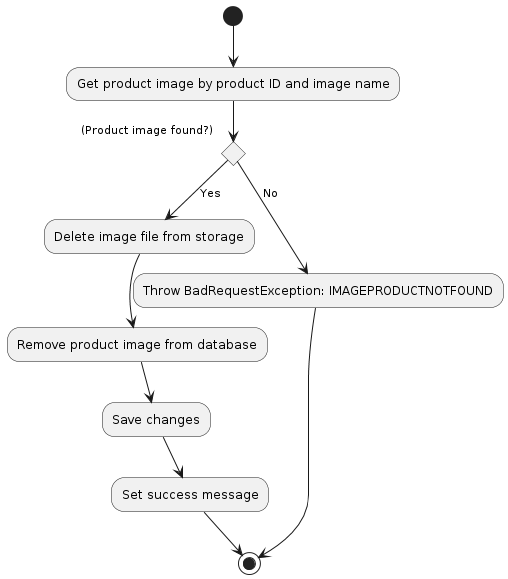 Get product image by product ID and image name
(Product image found?)
Yes
No
Delete image file from storage
Throw BadRequestException: IMAGEPRODUCTNOTFOUND
Remove product image from database
Save changes
Set success message